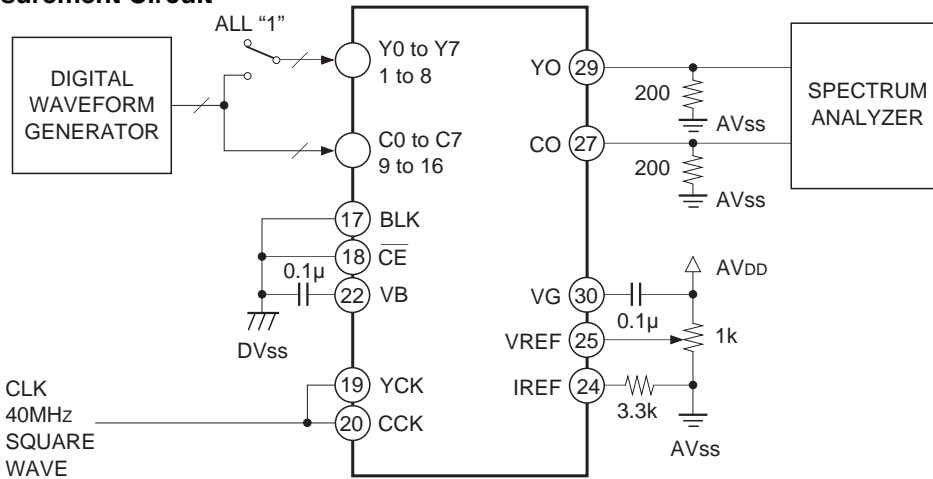 surement Circuit
ALL “1”
DIGITAL
WAVEFORM
GENERATOR
Y0 to Y7
1 to 8
C0 to C7
9 to 16
17 BLK
18 CE
0.1µ
22 VB
DVss
19 YCK
20 CCK
CLK
40MHz
SQUARE
WAVE
YO 29
200
AVss
CO 27
200
AVss
SPECTRUM
ANALYZER
AVDD
VG 30
0.1µ
VREF 25
1k
IREF 24
3.3k
AVss